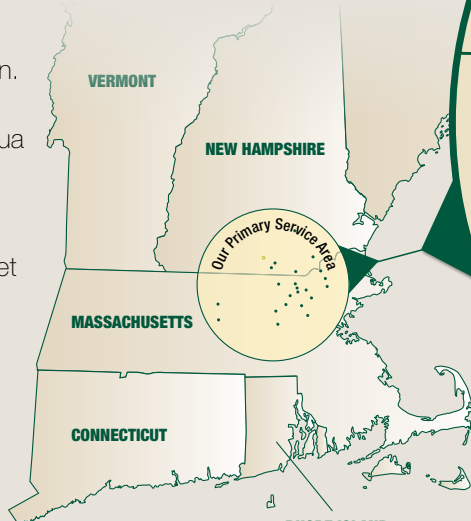 n.
VERMONT
ua
NEW HAMPSHIRE
Our Primary Service Area
et
MASSACHUSETTS
CONNECTICUT